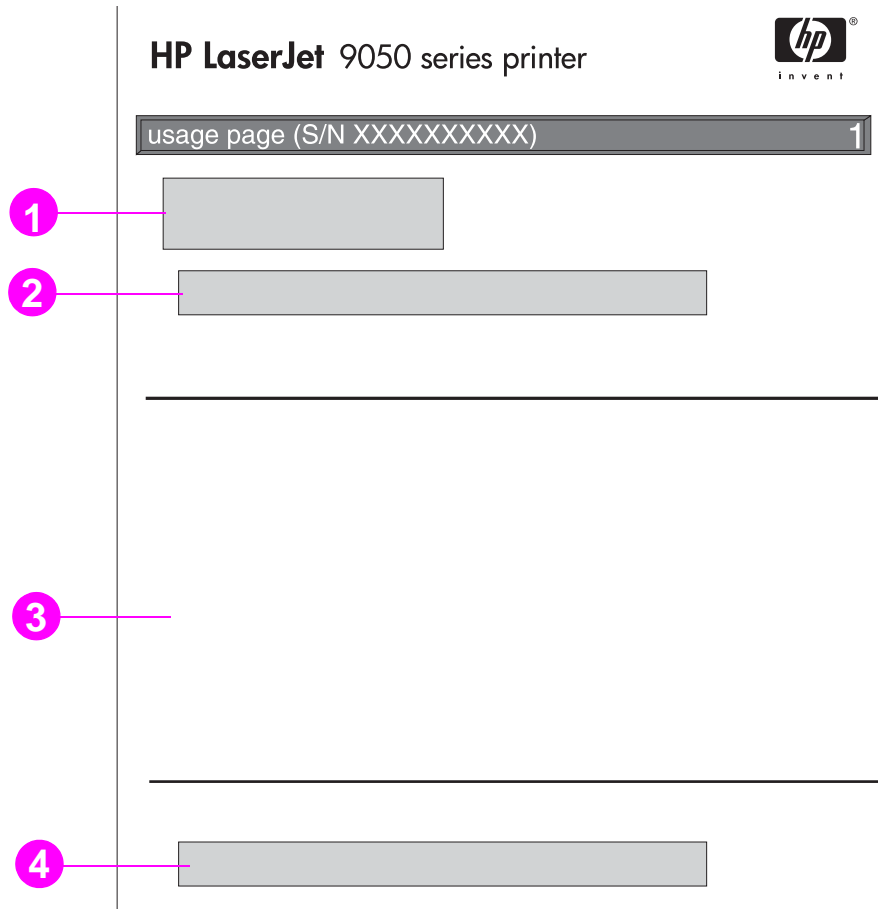 HP LaserJet 9050 series printer
hp®
invent
usage page (S/N XXXXXXXXXX) 1
1
2
3
4